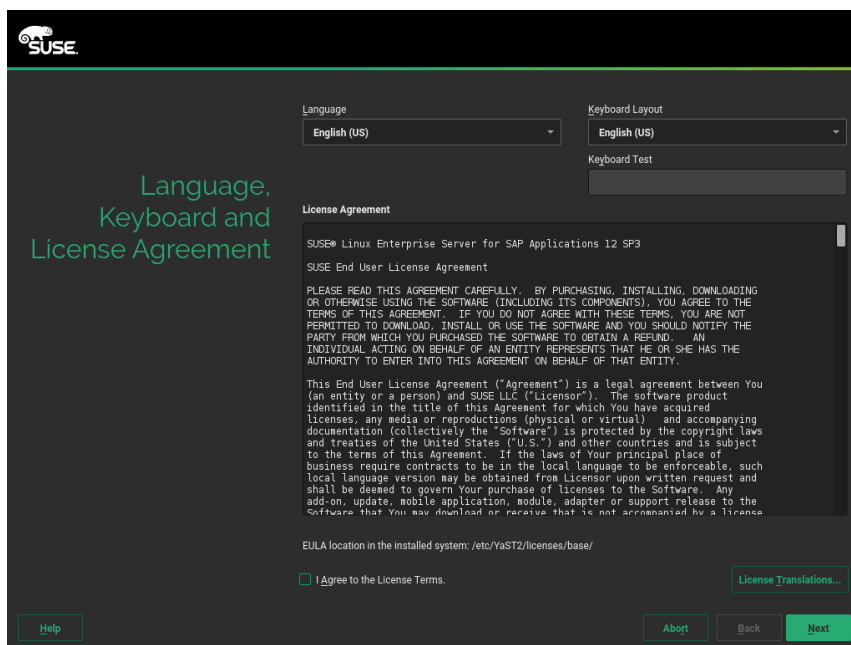 SUSE.
Language
Keyboard Layout
English (US)
English (US)
Keyboard Test
Language,
Keyboard and
License Agreement
License Agreement
SUSE® Linux Enterprise Server for SAP Applications 12 SP3
SUSE End User License Agreement
PLEASE READ THIS AGREEMENT CAREFULLY.  BY PURCHASING, INSTALLING, DOWNLOADING
OR OTHERWISE USING THE SOFTWARE (INCLUDING ITS COMPONENTS), YOU AGREE TO THE
TERMS OF THIS AGREEMENT.  IF YOU DO NOT AGREE WITH THESE TERMS, YOU ARE NOT
PERMITTED TO DOWNLOAD, INSTALL OR USE THE SOFTWARE AND YOU SHOULD NOTIFY THE
PARTY FROM WHICH YOU PURCHASED THE SOFTWARE TO OBTAIN A REFUND.   AN
INDIVIDUAL ACTING ON BEHALF OF AN ENTITY REPRESENTS THAT HE OR SHE HAS THE
AUTHORITY TO ENTER INTO THIS AGREEMENT ON BEHALF OF THAT ENTITY.
This End User License Agreement (“Agreement”) is a legal agreement between You
(an entity or a person) and SUSE LLC (“Licensor”).  The software product
identified in the title of this Agreement for which You have acquired
licenses, any media or reproductions (physical or virtual)   and accompanying
documentation (collectively the “Software”) is protected by the copyright laws
and treaties of the United States (“U.S.”) and other countries and is subject
to the terms of this Agreement.  If the laws of Your principal place of
business require contracts to be in the local language to be enforceable, such
local language version may be obtained from Licensor upon written request and
shall be deemed to govern Your purchase of licenses to the Software.  Any
add-on, update, mobile application, module, adapter or support release to the
Software that You may download or receive that is not accompanied by a license
EULA location in the installed system: /etc/YaST2/licenses/base/
I Agree to the License Terms.
License Translations...
Help
Abort
Back
Next